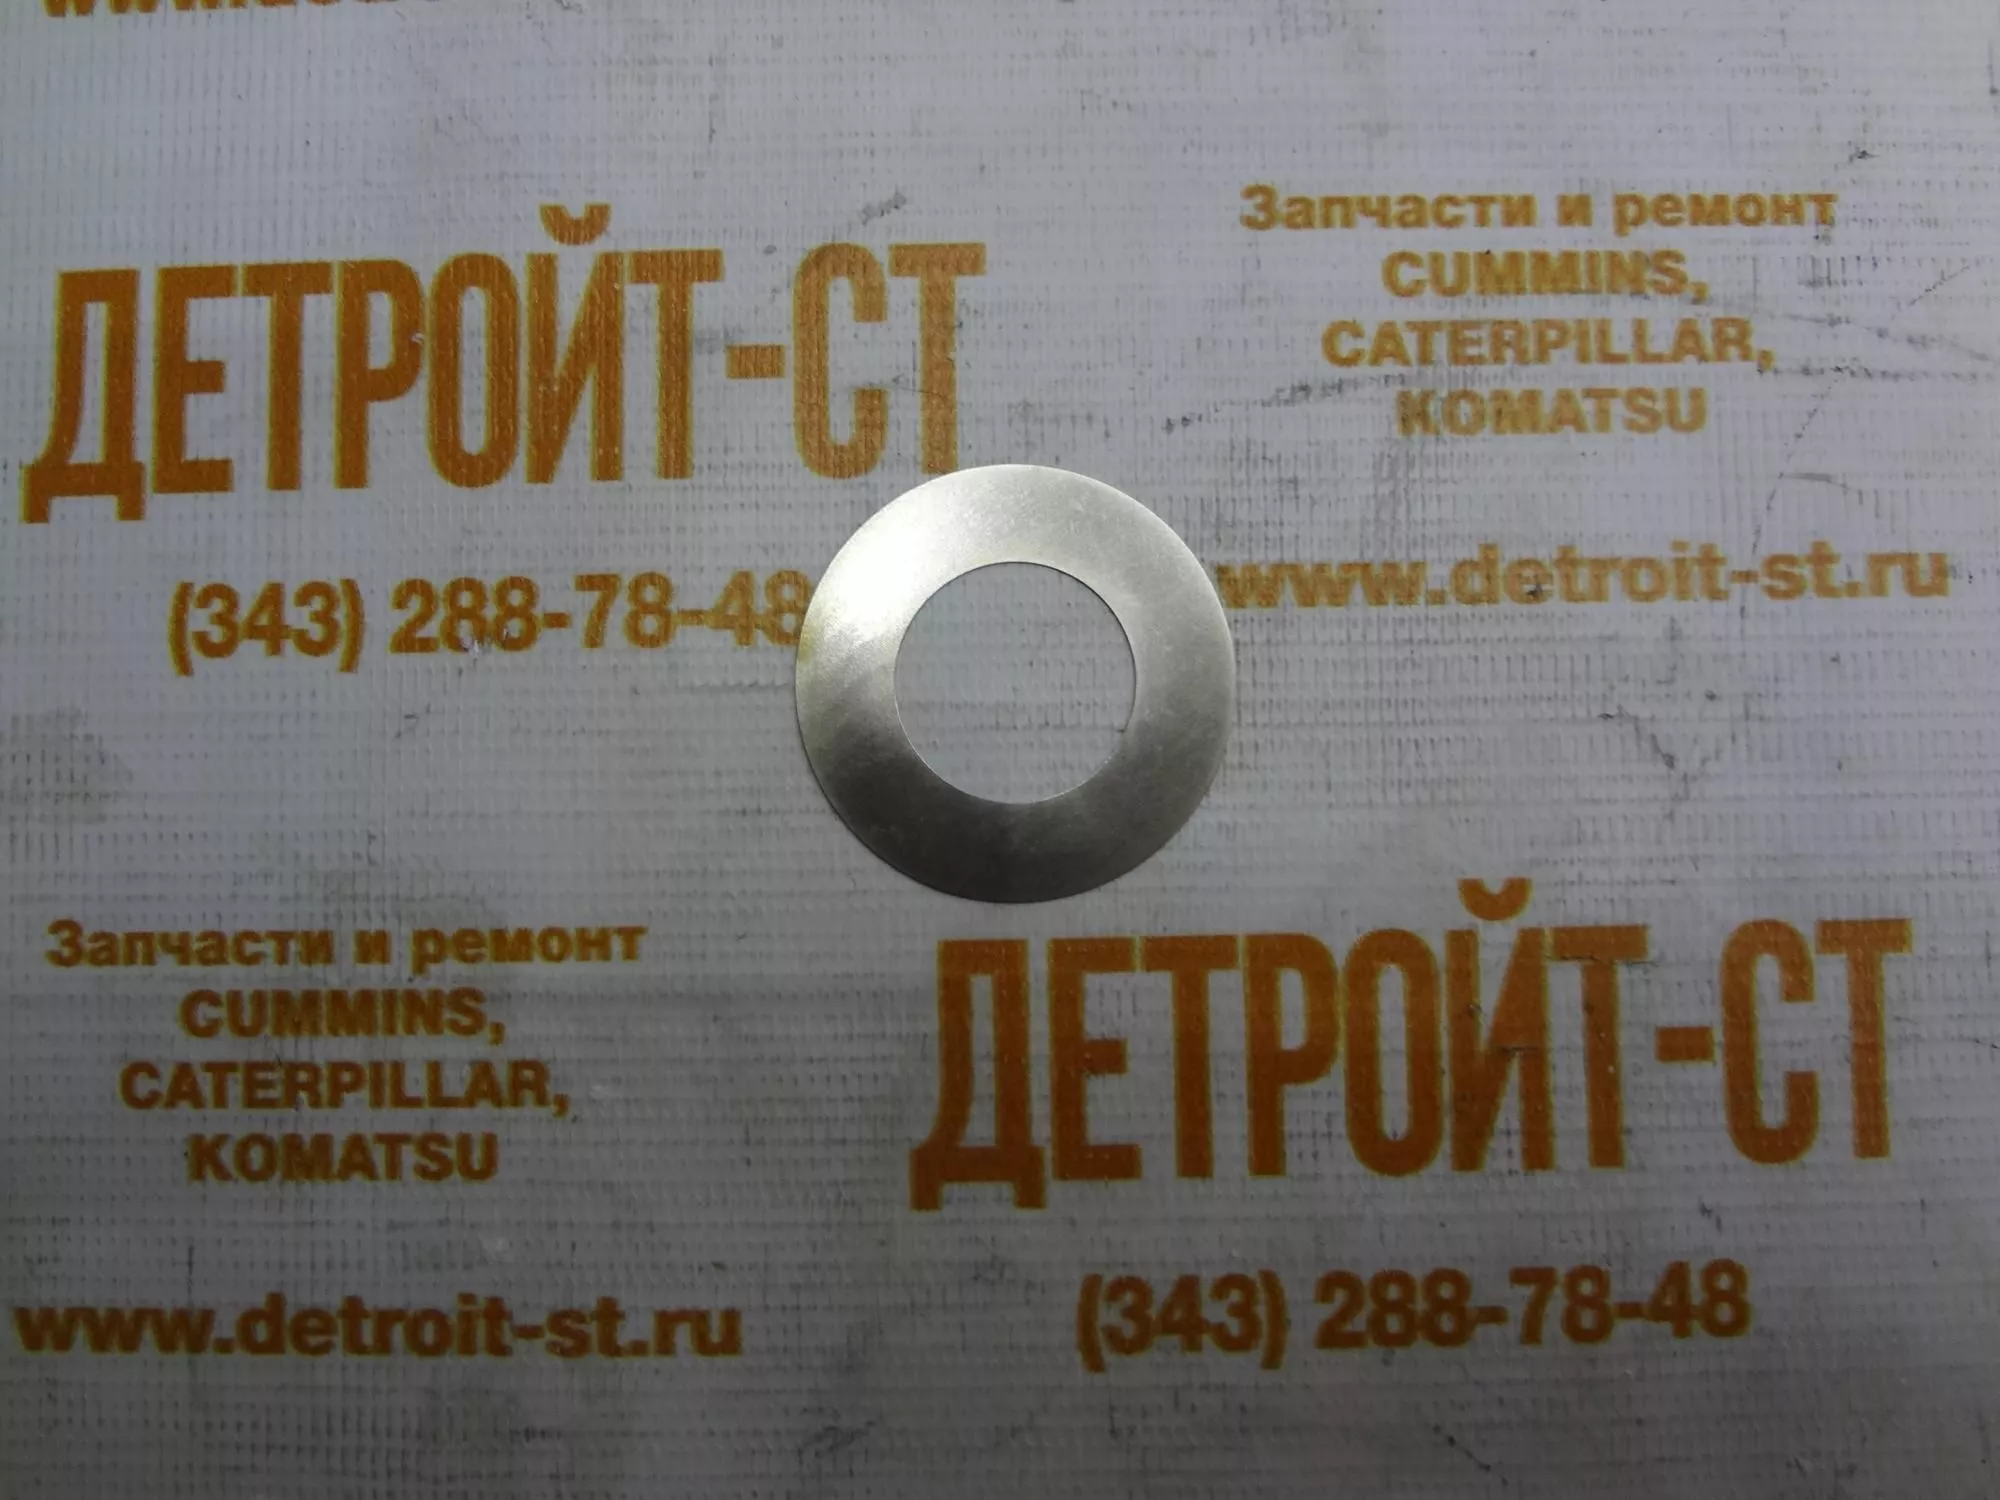 ДЕТРОЙТ-СТ
(343) 288-78-48
Запчасти и ремонт
CUMMINS,
CATERPILLAR,
KOMATSU
www.detroit-st.ru
Запчасти и ремонт
CUMMINS,
CATERPILLAR,
KOMATSU
www.detroit-st.ru
ДЕТРОЙТ-СТ
(343) 288-78-48